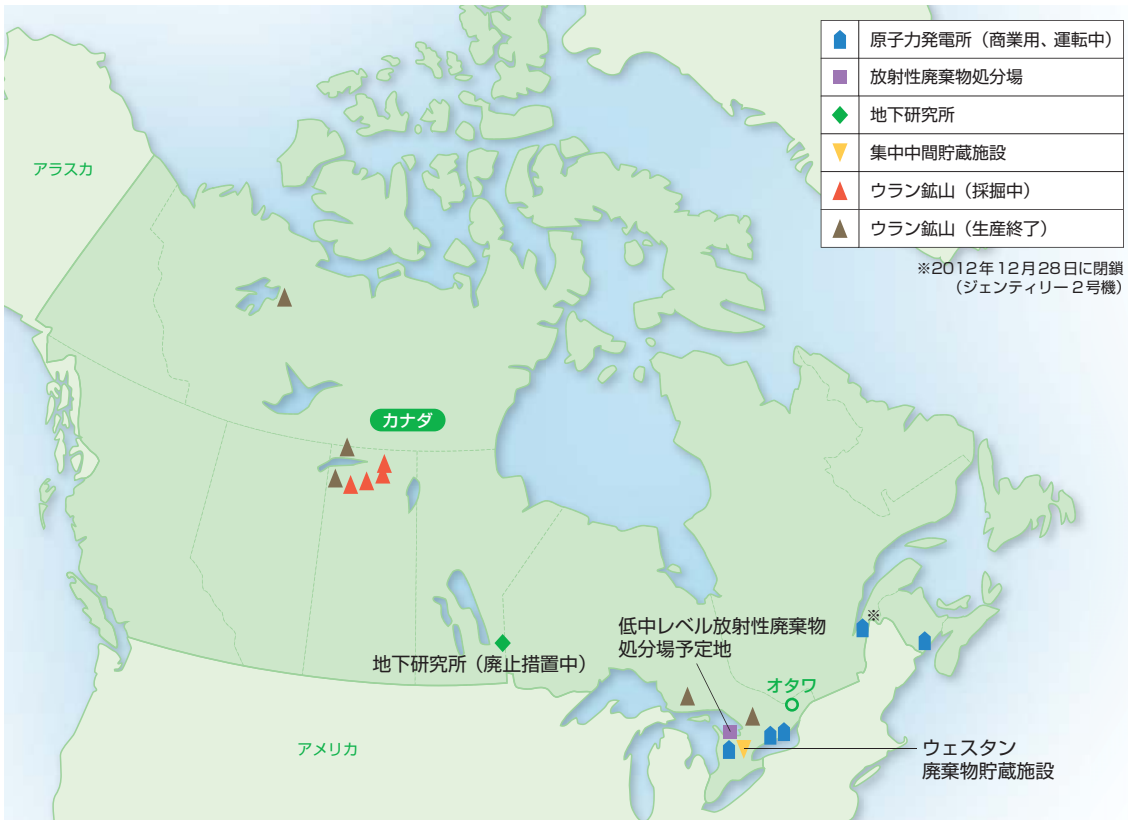 原子力発電所（商業用、運転中）
放射性廃棄物処分場
地下研究所
集中中間貯蔵施設
ウラン鉱山（採掘中）
ウラン鉱山（生産終了）
※2012年12月28日に閉鎖
（ジェンティリー2号機）
アラスカ
カナダ
※
低中レベル放射性廃棄物
処分場予定地
地下研究所（廃止措置中）
オタワ
アメリカ
ウェスタン
廃棄物貯蔵施設